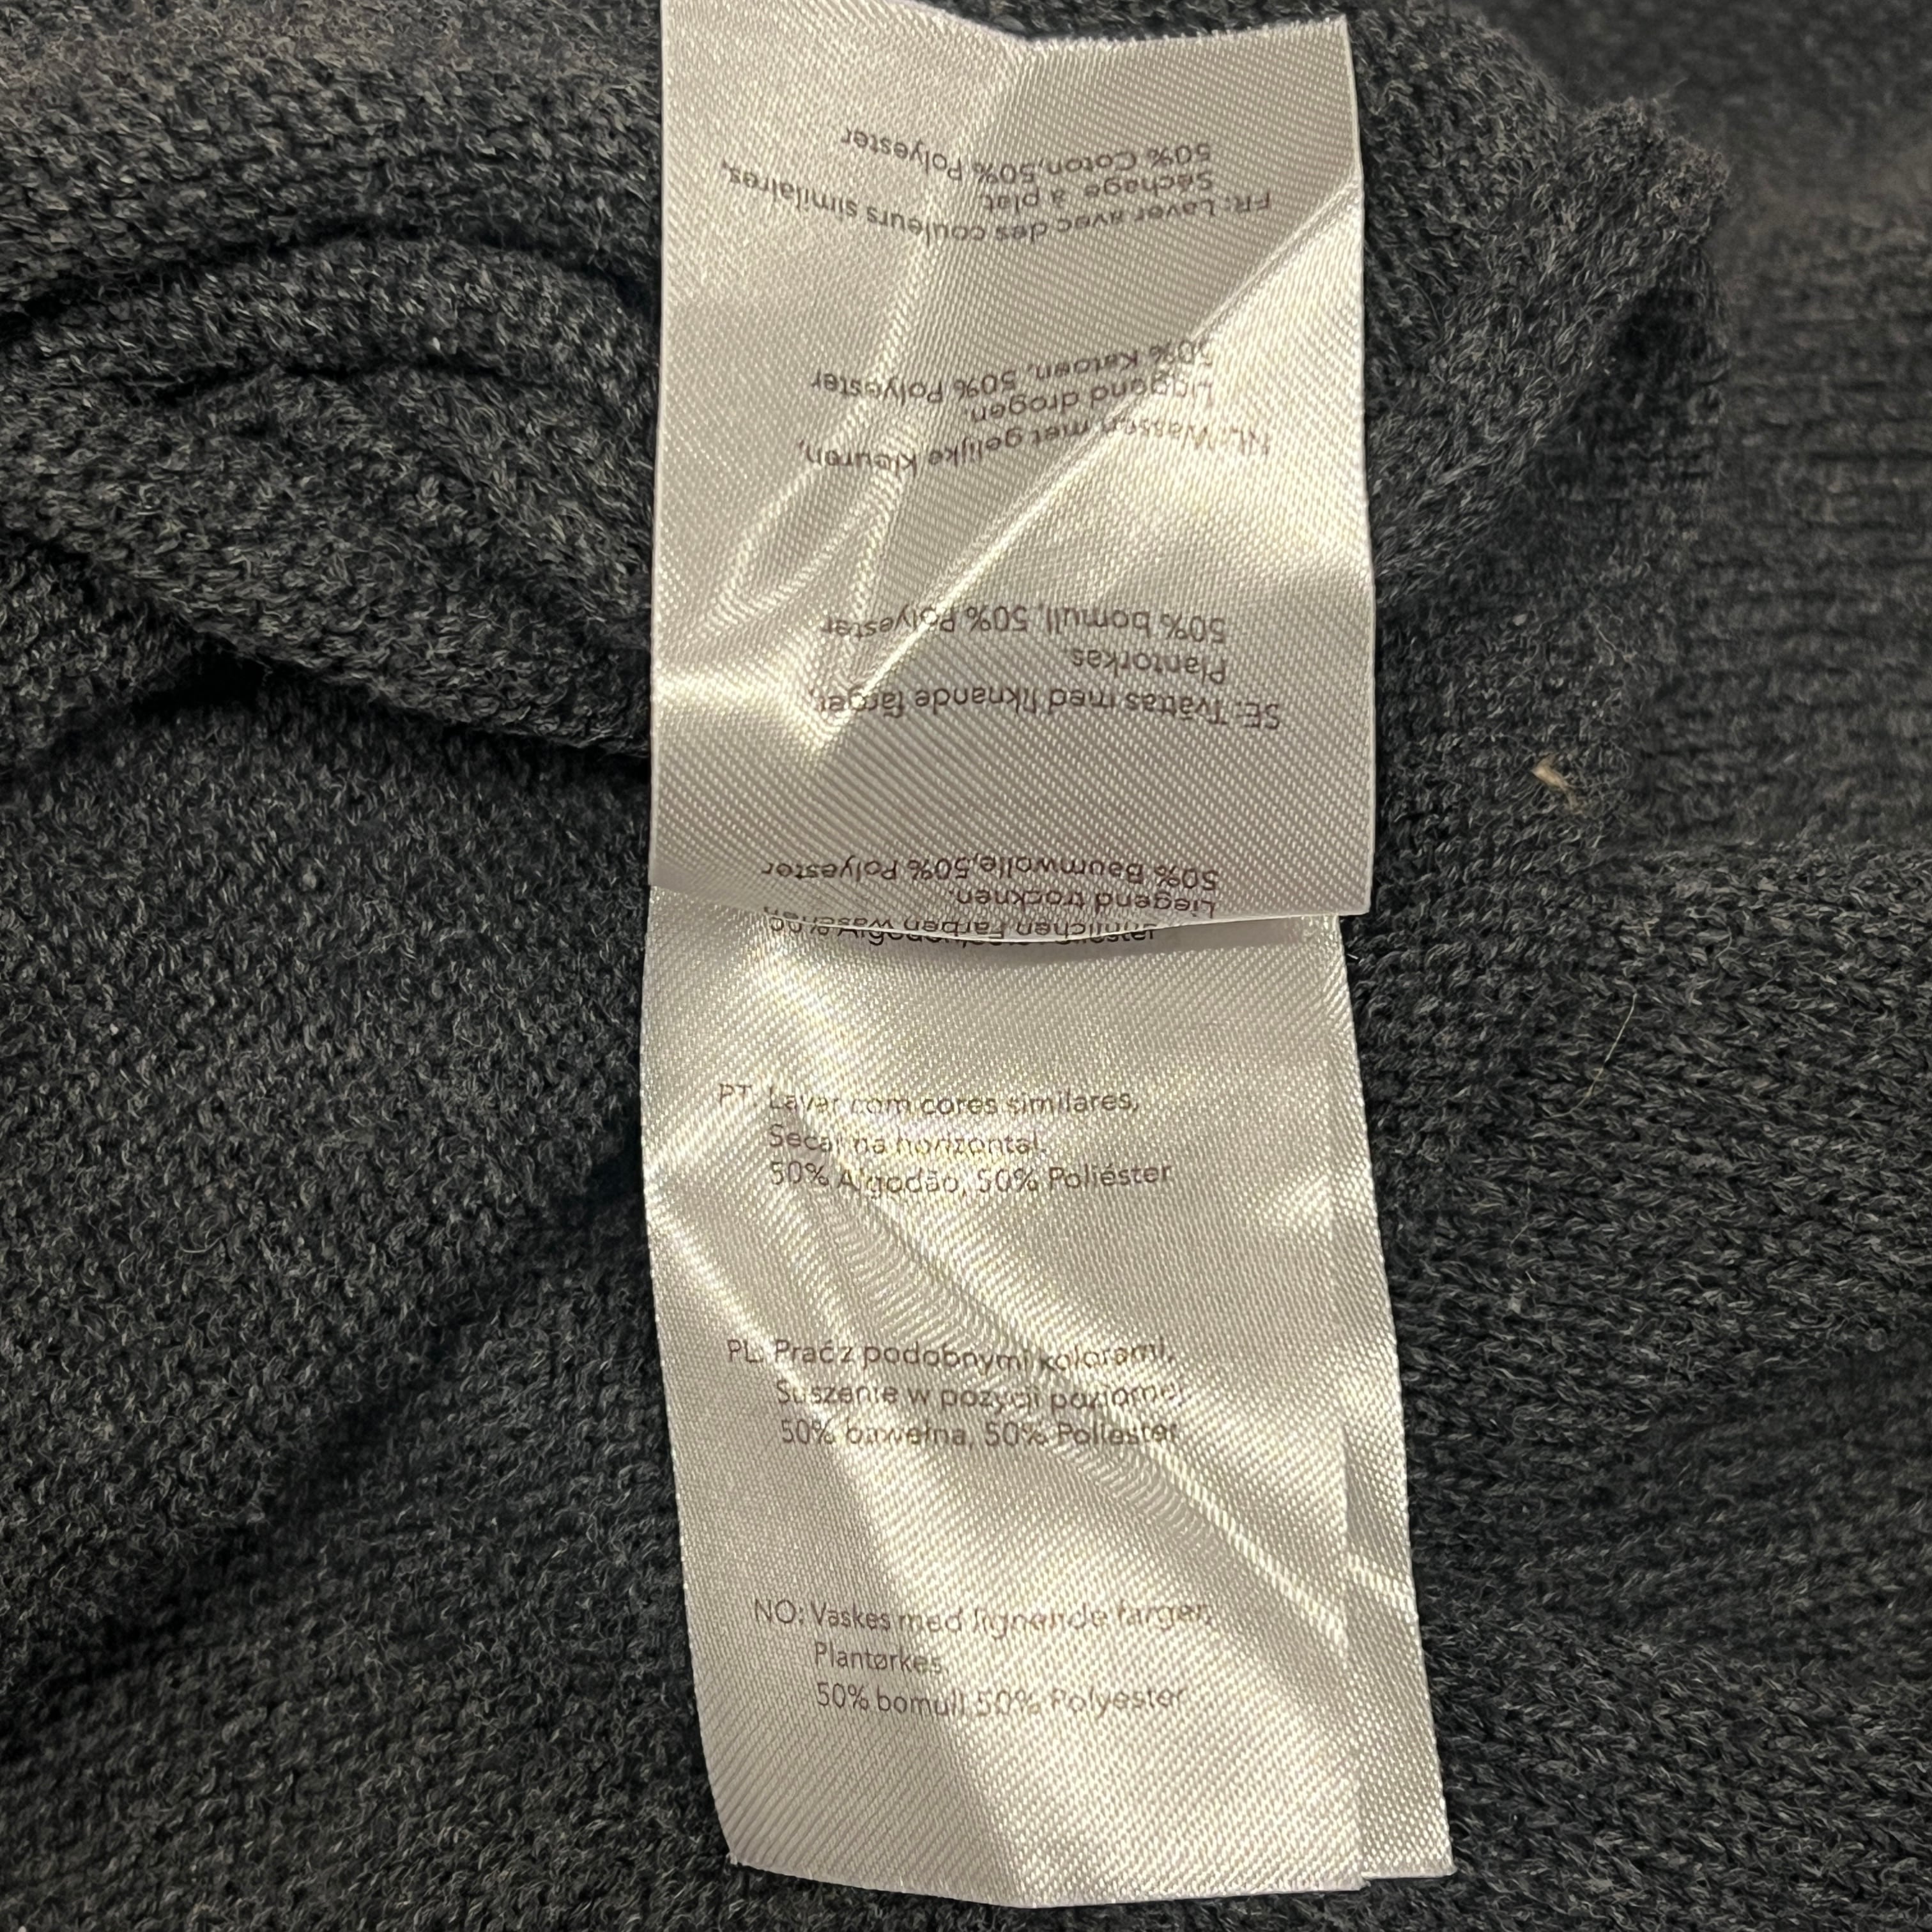 FR: Laver avec des couleurs similaires,
Séchage à plat.
50% Coton,50% Polyester
NL: Wassen met gelijke kleuren,
Liggend drogen.
50% Katoen, 50% Polyester
SE: Tvättas med liknande färger,
Plantorkas.
50% bomull, 50% Polyester
Farben waschen
Liegend trocknen.
50% Baumwolle,50% Polyester
PT: Lavar com cores similares,
Secar na horizontal.
50% Algodão, 50% Poliéster
PL: Prać z podobnymi kolorami,
Suszenie w pozycji poziomej
50% bawełna, 50% Poliester
NO: Vaskes med lignende farger,
Plantørkes.
50% bomull, 50% Polyester